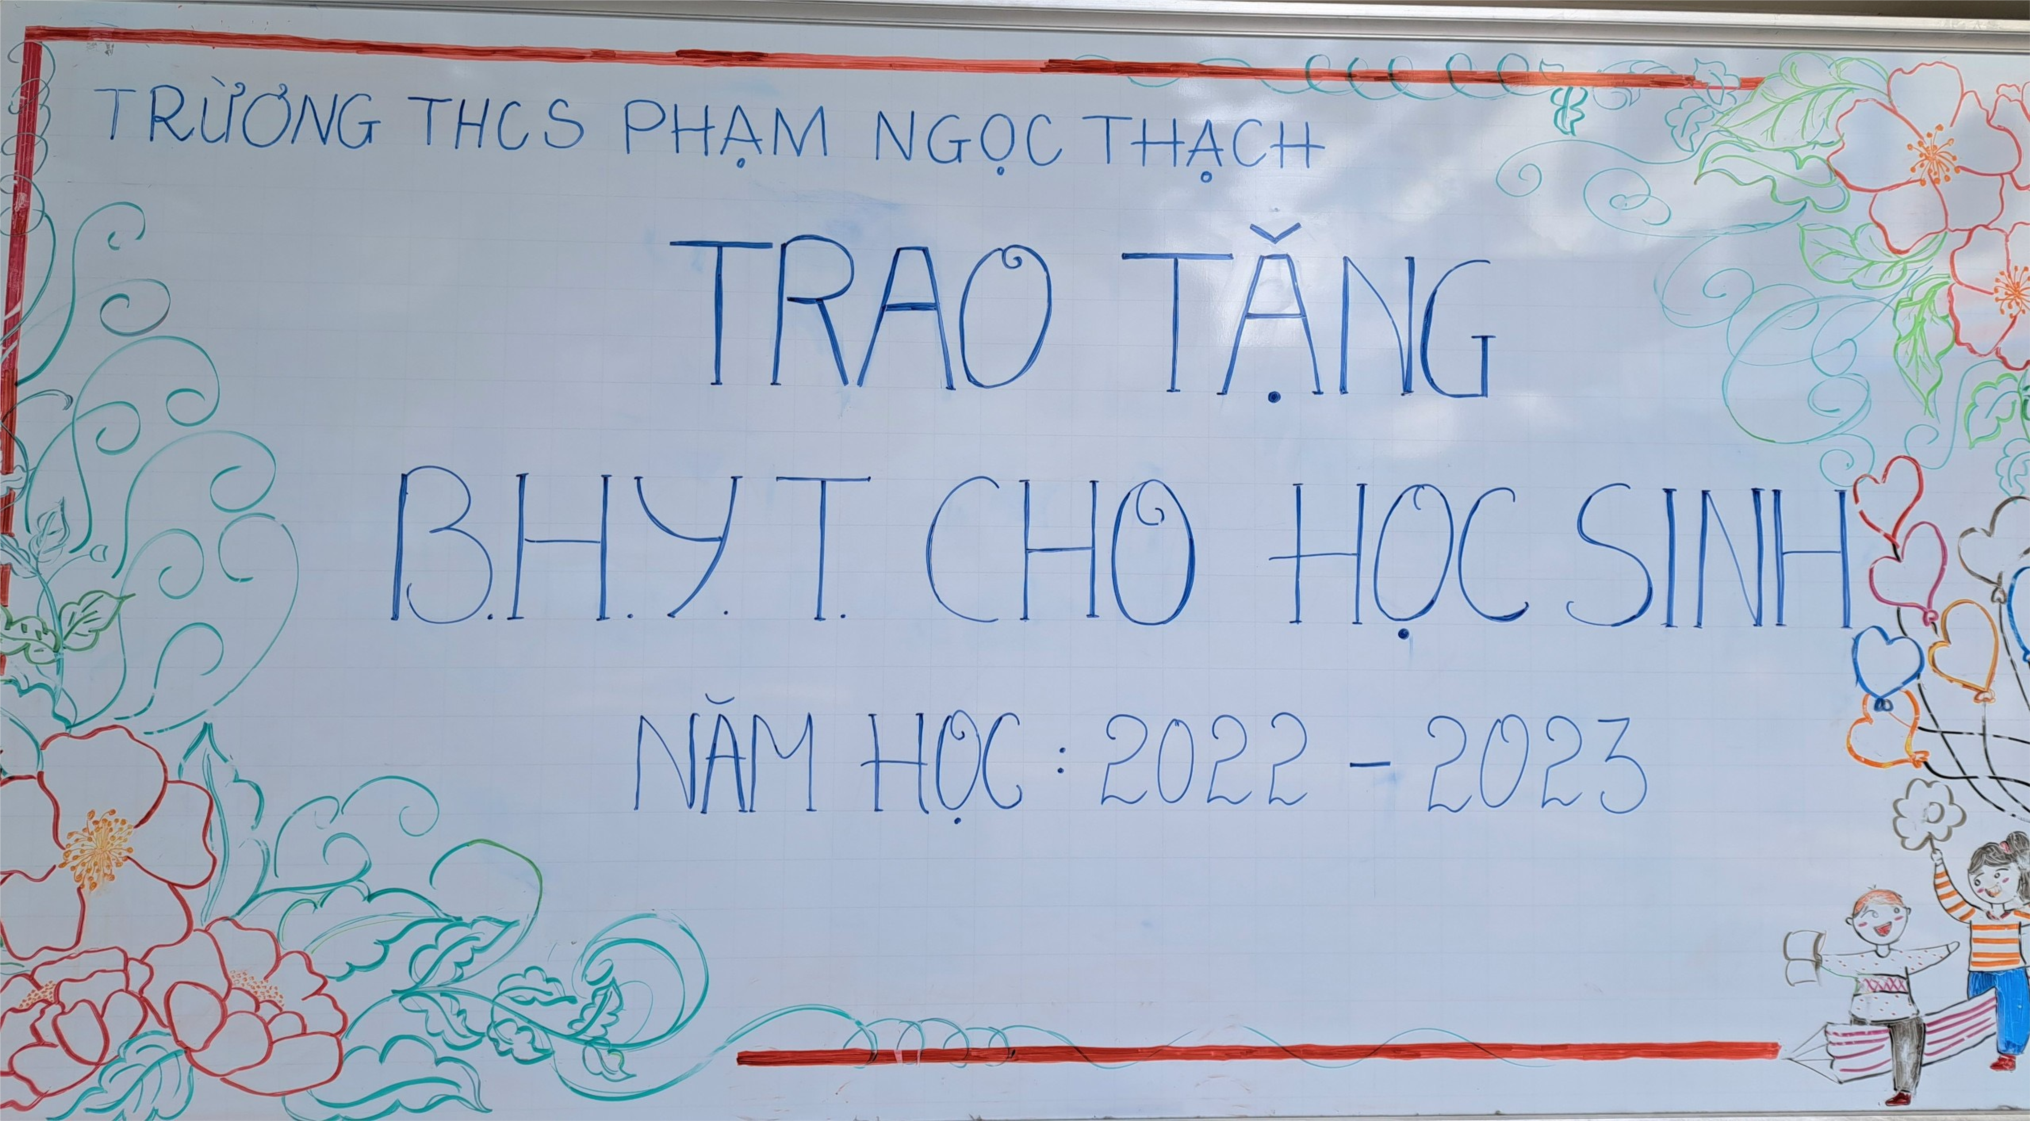 TRƯỜNG THCS PHẠM NGỌC THẠCH
TRAO TẶNG
B.H.Y.T. CHO HỌC SINH
NĂM HỌC : 2022 - 2023